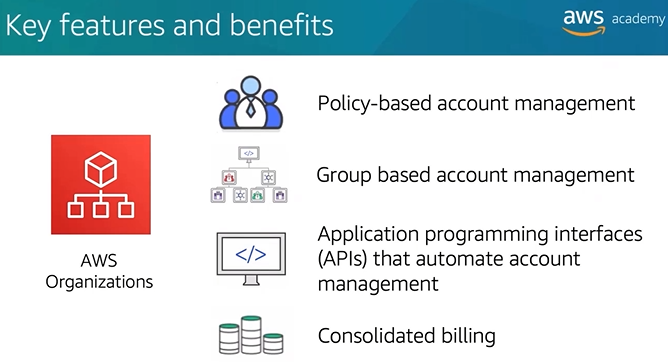 Key features and benefits
aws academy
Policy-based account management
</>
Group based account management
AWS
Organizations
</>
Application programming interfaces
(APIs) that automate account
management
Consolidated billing